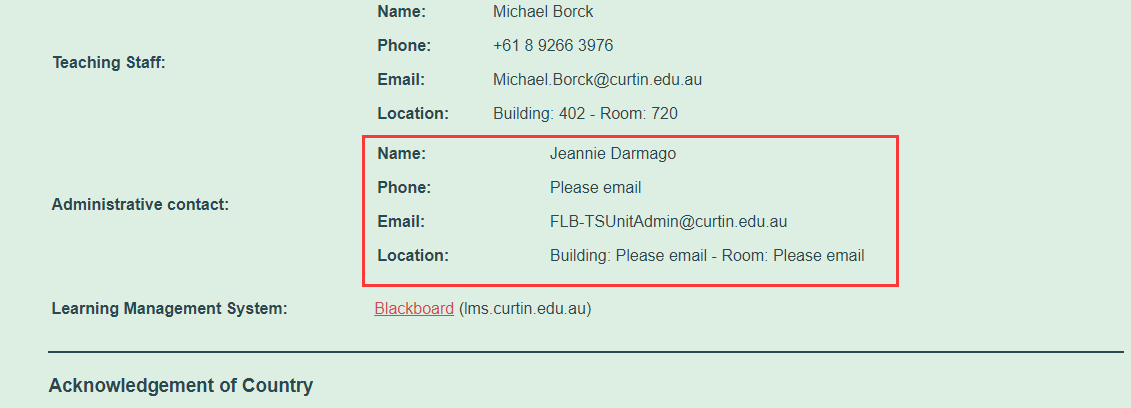 Name: Michael Borck
Phone: +61 8 9266 3976
Teaching Staff:
Email: Michael.Borck@curtin.edu.au
Location: Building: 402 - Room: 720
Name: Jeannie Darmago
Phone: Please email
Administrative contact:
Email: FLB-TSUnitAdmin@curtin.edu.au
Location: Building: Please email - Room: Please email
Learning Management System: Blackboard (lms.curtin.edu.au)
Acknowledgement of Country